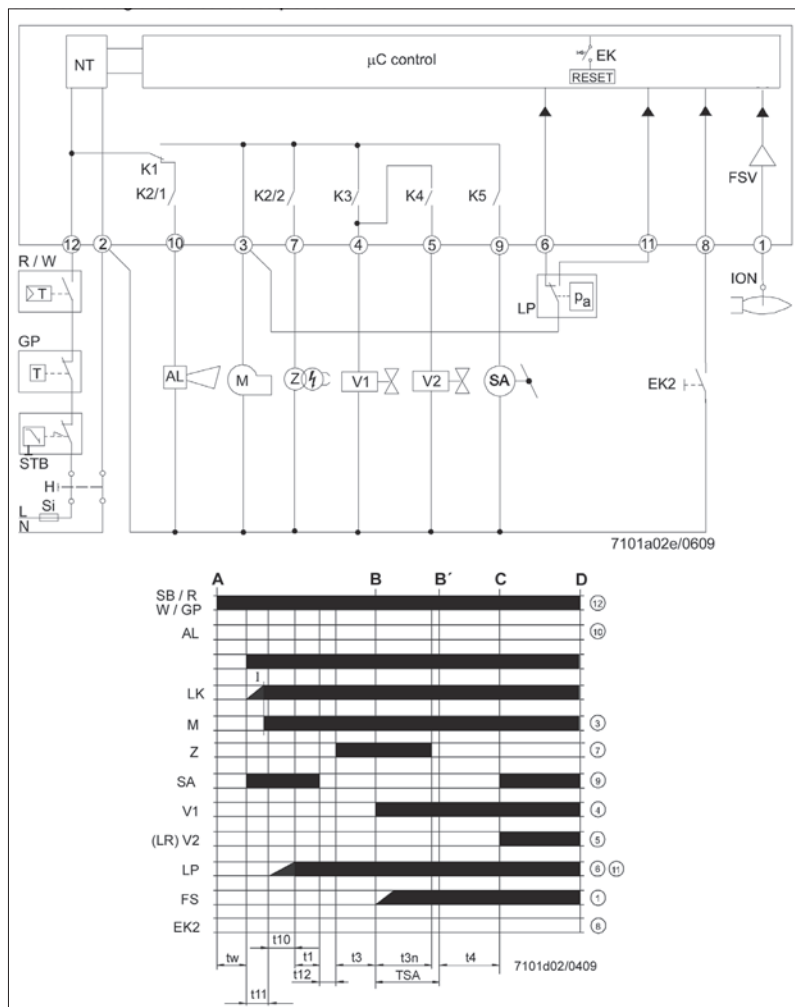 NT
μC control
EK
RESET
FSV
K1
K2/1
K2/2
K3
K4
K5
12
2
10
3
7
4
5
9
6
11
8
1
R / W
T
GP
T
STB
H
Si
L
N
AL
M
Z
V1
V2
SA
LP
pa
ION
EK2
7101a02e/0609
A
B
B´
C
D
SB / R
W / GP
12
AL
10
I
LK
M
3
Z
7
SA
9
V1
4
(LR) V2
5
LP
6
FS
1
EK2
8
t10
tw
t1
t3
t3n
t4
t12
TSA
t11
7101d02/0409